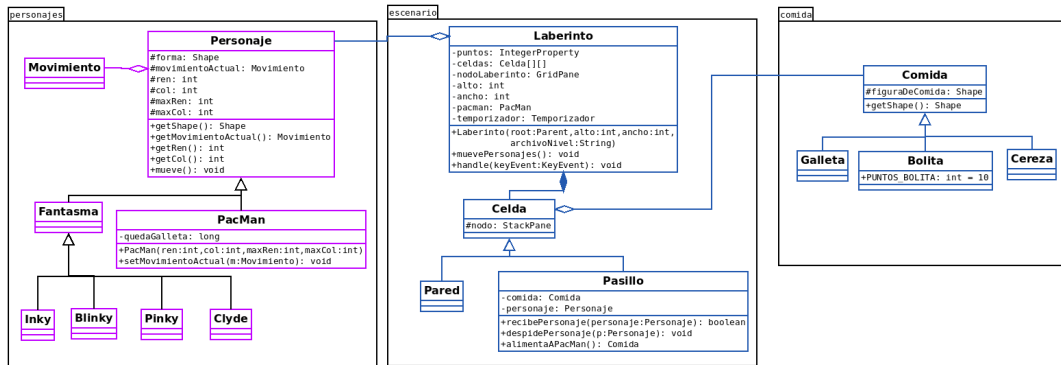 personajes
Personaje
#forma: Shape
#movimientoActual: Movimiento
#ren: int
#col: int
#maxRen: int
#maxCol: int
+getShape(): Shape
+getMovimientoActual(): Movimiento
+getRen(): int
+getCol(): int
+mueve(): void
Movimiento
Fantasma
PacMan
-quedaGalleta: long
+PacMan(ren:int,col:int,maxRen:int,maxCol:int)
+setMovimientoActual(m:Movimiento): void
Inky
Blinky
Pinky
Clyde
escenario
Laberinto
-puntos: IntegerProperty
-celdas: Celda[][]
-nodoLaberinto: GridPane
-alto: int
-ancho: int
-pacman: PacMan
-temporizador: Temporizador
+Laberinto(root:Parent,alto:int,ancho:int,
archivoNivel:String)
+muevePersonajes(): void
+handle(keyEvent:KeyEvent): void
Celda
#nodo: StackPane
Pared
Pasillo
-comida: Comida
-personaje: Personaje
+recibePersonaje(personaje:Personaje): boolean
+despidePersonaje(p:Personaje): void
+alimentaAPacMan(): Comida
comida
Comida
#figuraDeComida: Shape
+getShape(): Shape
Galleta
Bolita
+PUNTOS_BOLITA: int = 10
Cereza